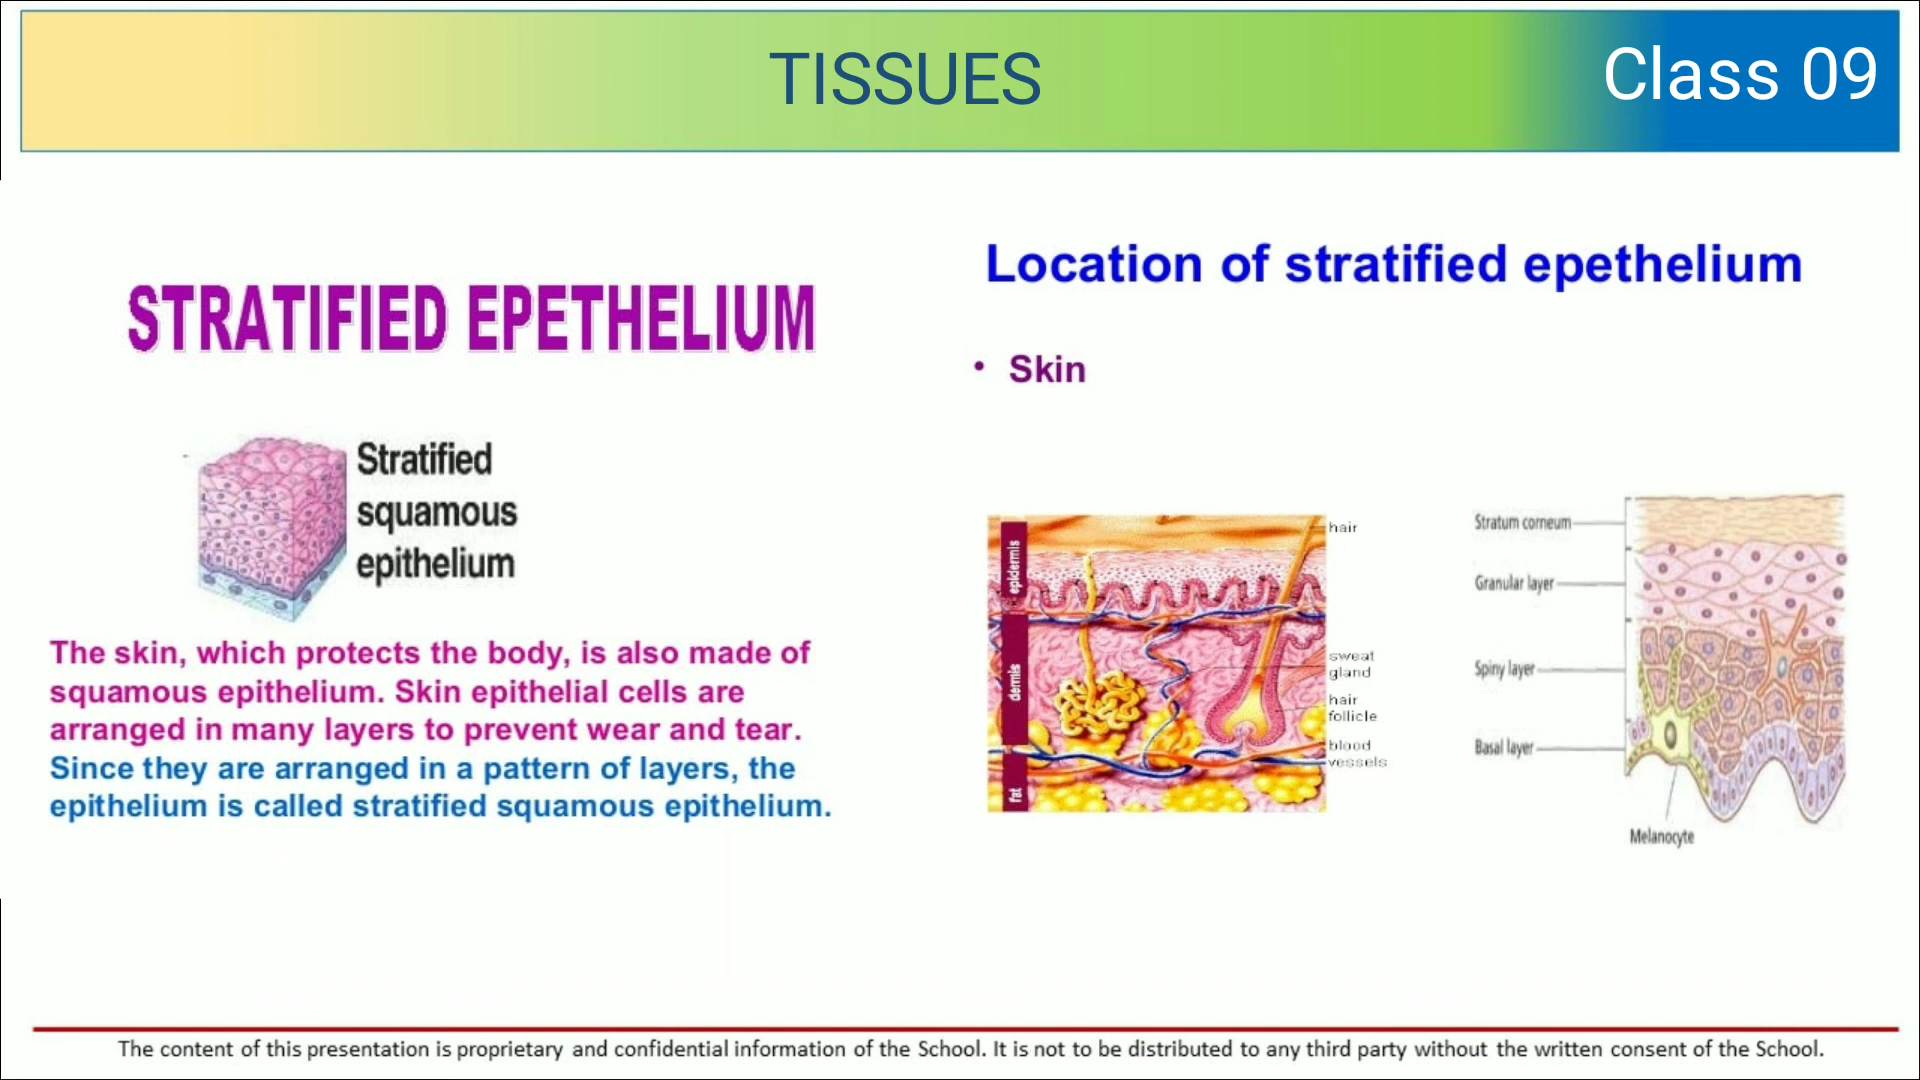 TISSUES
Class 09
STRATIFIED EPETHELIUM
Stratified
squamous
epithelium
The skin, which protects the body, is also made of
squamous epithelium. Skin epithelial cells are
arranged in many layers to prevent wear and tear.
Since they are arranged in a pattern of layers, the
epithelium is called stratified squamous epithelium.
Location of stratified epethelium
• Skin
epidermis
dermis
fat
hair
sweat
gland
hair
follicle
blood
vessels
Stratum corneum
Granular layer
Spiny layer
Basal layer
Melanocyte
The content of this presentation is proprietary and confidential information of the School. It is not to be distributed to any third party without the written consent of the School.